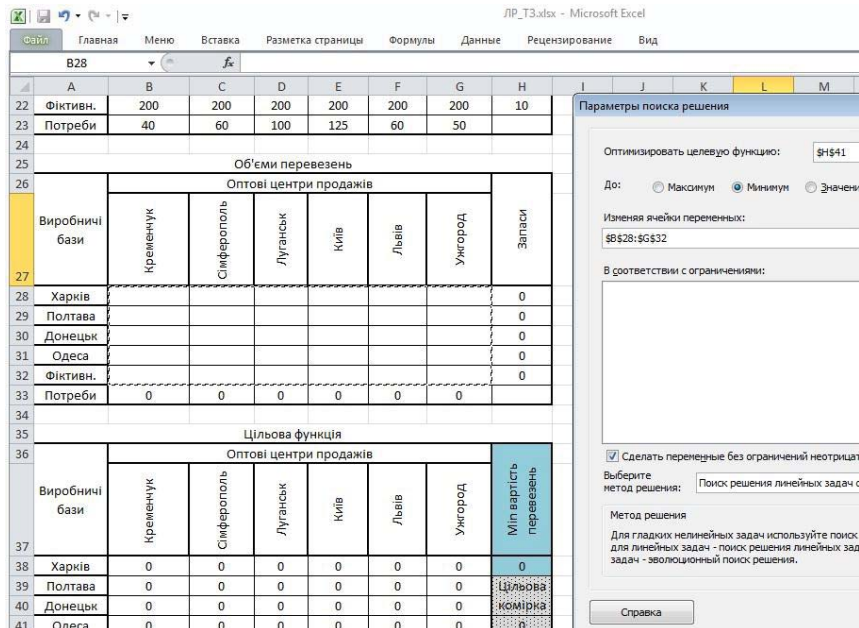 ЛР_ТЗ.xlsx - Microsoft Excel
Файл Главная Меню Вставка Разметка страницы Формулы Данные Рецензирование Вид
B28 fx
A B C D E F G H I J K L M
22 Фіктивн. 200 200 200 200 200 200 10
23 Потреби 40 60 100 125 60 50
24
25 Об'єми перевезень
26 Оптові центри продажів
27 Виробничі бази Кременчук Сімферополь Луганськ Київ Львів Ужгород Запаси
28 Харків 0
29 Полтава 0
30 Донецьк 0
31 Одеса 0
32 Фіктивн. 0
33 Потреби 0 0 0 0 0 0
34
35 Цільова функція
36 Оптові центри продажів
37 Виробничі бази Кременчук Сімферополь Луганськ Київ Львів Ужгород Min вартість перевезень
38 Харків 0 0 0 0 0 0 0
39 Полтава 0 0 0 0 0 0 Цільова
40 Донецьк 0 0 0 0 0 0 комірка
41 Одеса 0 0 0 0 0 0 0
Параметры поиска решения
Оптимизировать целевую функцию: $H$41
До: Максимум Минимум Значени
Изменяя ячейки переменных:
$B$28:$G$32
В соответствии с ограничениями:
Сделать переменные без ограничений неотрицат
Выберите
метод решения: Поиск решения линейных задач с
Метод решения
Для гладких нелинейных задач используйте поиск
для линейных задач - поиск решения линейных зад
задач - эволюционный поиск решения.
Справка